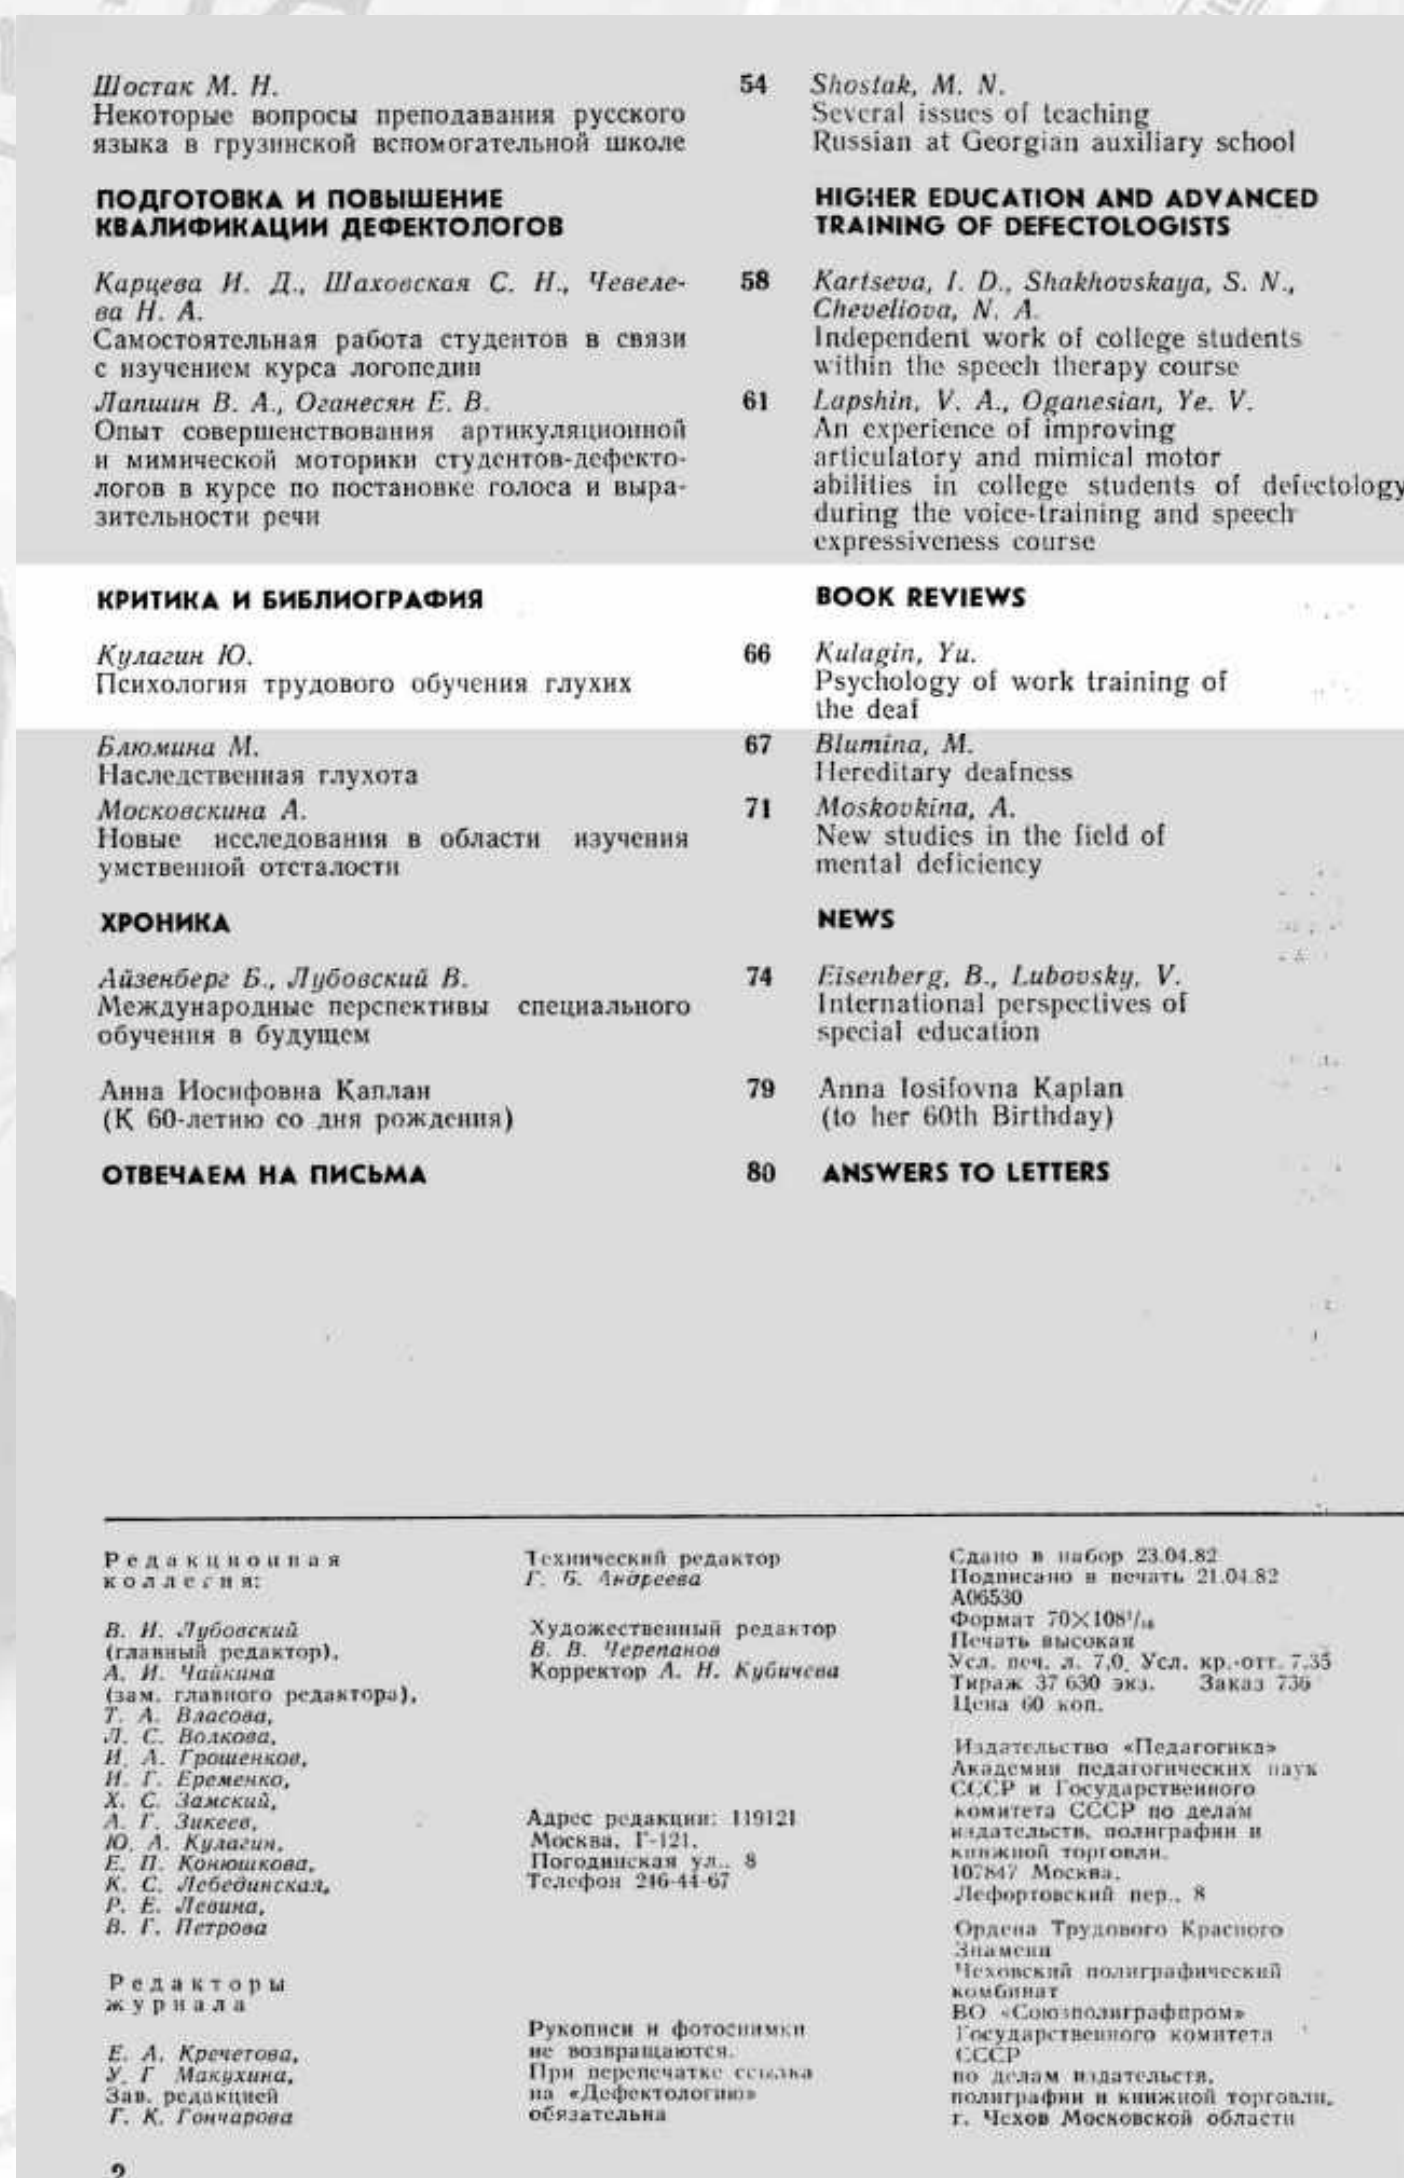 Шостак М. Н.
Некоторые вопросы преподавания русского
языка в грузинской вспомогательной школе
54
Shostak, M. N.
Several issues of teaching
Russian at Georgian auxiliary school
ПОДГОТОВКА И ПОВЫШЕНИЕ
КВАЛИФИКАЦИИ ДЕФЕКТОЛОГОВ
HIGHER EDUCATION AND ADVANCED
TRAINING OF DEFECTOLOGISTS
Карцева И. Д., Шаховская С. Н., Чевеле-
ва Н. А.
Самостоятельная работа студентов в связи
с изучением курса логопедии
58
Kartseva, I. D., Shakhovskaya, S. N.,
Cheveliova, N. A.
Independent work of college students
within the speech therapy course
Лапшин В. А., Оганесян Е. В.
Опыт совершенствования артикуляционной
и мимической моторики студентов-дефекто-
логов в курсе по постановке голоса и выра-
зительности речи
61
Lapshin, V. A., Oganesian, Ye. V.
An experience of improving
articulatory and mimical motor
abilities in college students of defectology
during the voice-training and speech
expressiveness course
КРИТИКА И БИБЛИОГРАФИЯ
BOOK REVIEWS
Кулагин Ю.
Психология трудового обучения глухих
66
Kulagin, Yu.
Psychology of work training of
the deaf
Блюмина М.
Наследственная глухота
67
Blumina, M.
Hereditary deafness
Московскина А.
Новые исследования в области изучения
умственной отсталости
71
Moskovkina, A.
New studies in the field of
mental deficiency
ХРОНИКА
NEWS
Айзенберг Б., Лубовский В.
Международные перспективы специального
обучения в будущем
74
Eisenberg, B., Lubovsky, V.
International perspectives of
special education
Анна Иосифовна Каплан
(К 60-летию со дня рождения)
79
Anna Iosifovna Kaplan
(to her 60th Birthday)
ОТВЕЧАЕМ НА ПИСЬМА
80
ANSWERS TO LETTERS
Редакционная
коллегия:
В. И. Лубовский
(главный редактор),
А. И. Чайкина
(зам. главного редактора),
Т. А. Власова,
Л. С. Волкова,
И. А. Грошенков,
И. Г. Еременко,
Х. С. Замский,
А. Г. Зикеев,
Ю. А. Кулагин,
Е. П. Конюшкова,
К. С. Лебединская,
Р. Е. Левина,
В. Г. Петрова
Редакторы
журнала
Е. А. Кречетова,
У. Г Макухина,
Зав. редакцией
Г. К. Гончарова
Технический редактор
Г. Б. Андреева
Художественный редактор
В. В. Черепанов
Корректор А. Н. Кубичева
Адрес редакции: 119121
Москва, Г-121,
Погодинская ул., 8
Телефон 246-44-67
Рукописи и фотоснимки
не возвращаются.
При перепечатке ссылка
на «Дефектологию»
обязательна
Сдано в набор 23.04.82
Подписано в печать 21.04.82
А06530
Формат 70×108¹/₁₆
Печать высокая
Усл. печ. л. 7,0. Усл. кр.-отт. 7,35
Тираж 37 630 экз. Заказ 736
Цена 60 коп.
Издательство «Педагогика»
Академии педагогических наук
СССР и Государственного
комитета СССР по делам
издательств, полиграфии и
книжной торговли.
107847 Москва,
Лефортовский пер., 8
Ордена Трудового Красного
Знамени
Чеховский полиграфический
комбинат
ВО «Союзполиграфпром»
Государственного комитета
СССР
по делам издательств,
полиграфии и книжной торговли,
г. Чехов Московской области
2